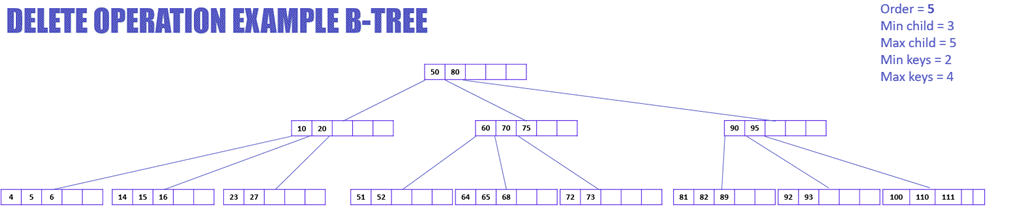 DELETE OPERATION EXAMPLE B-TREE
Order = 5
Min child = 3
Max child = 5
Min keys = 2
Max keys = 4
50 80
10 20
60 70 75
90 95
4 5 6
14 15 16
23 27
51 52
64 65 68
72 73
81 82 89
92 93
100 110 111